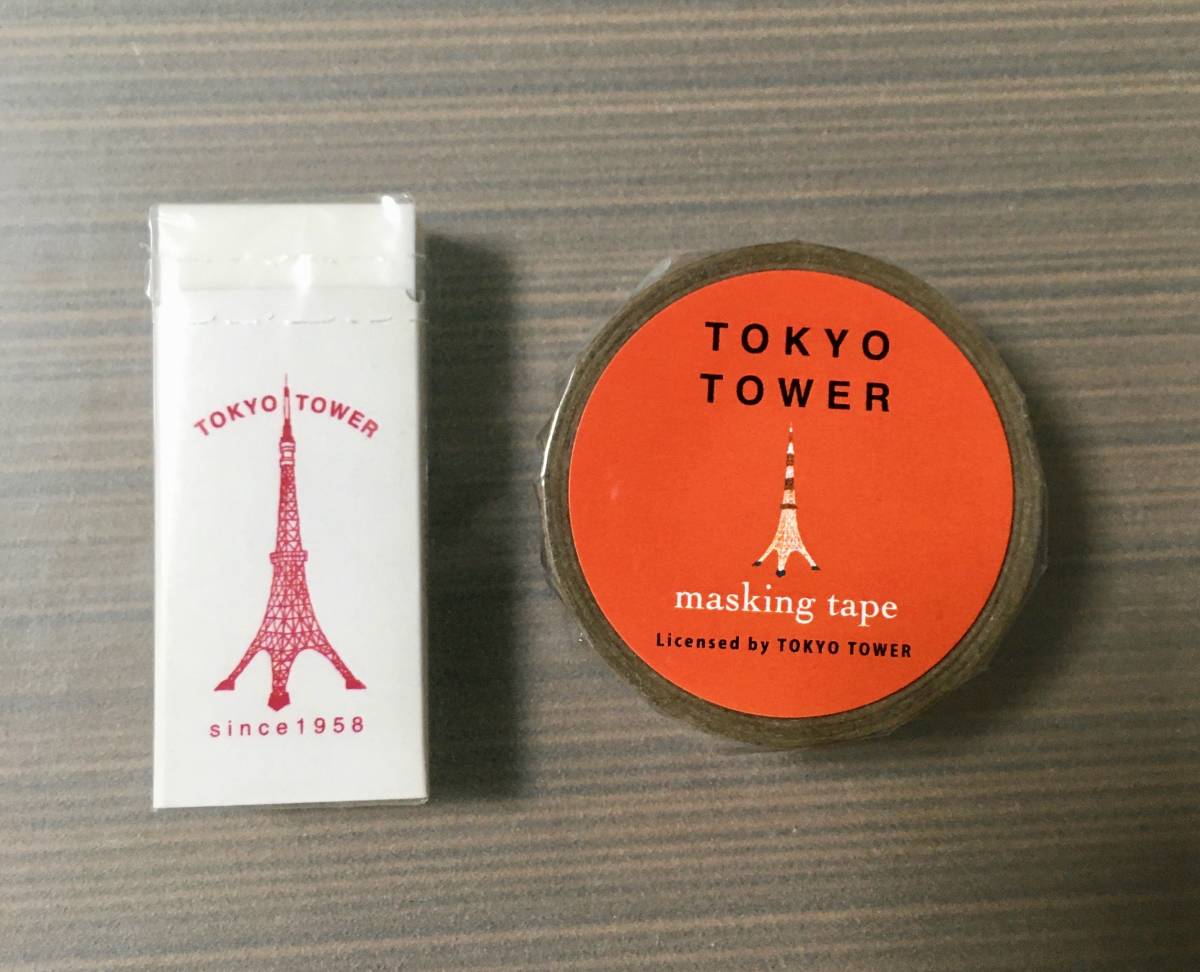 TOKYO TOWER
since1958
TOKYO
TOWER
masking tape
Licensed by TOKYO TOWER